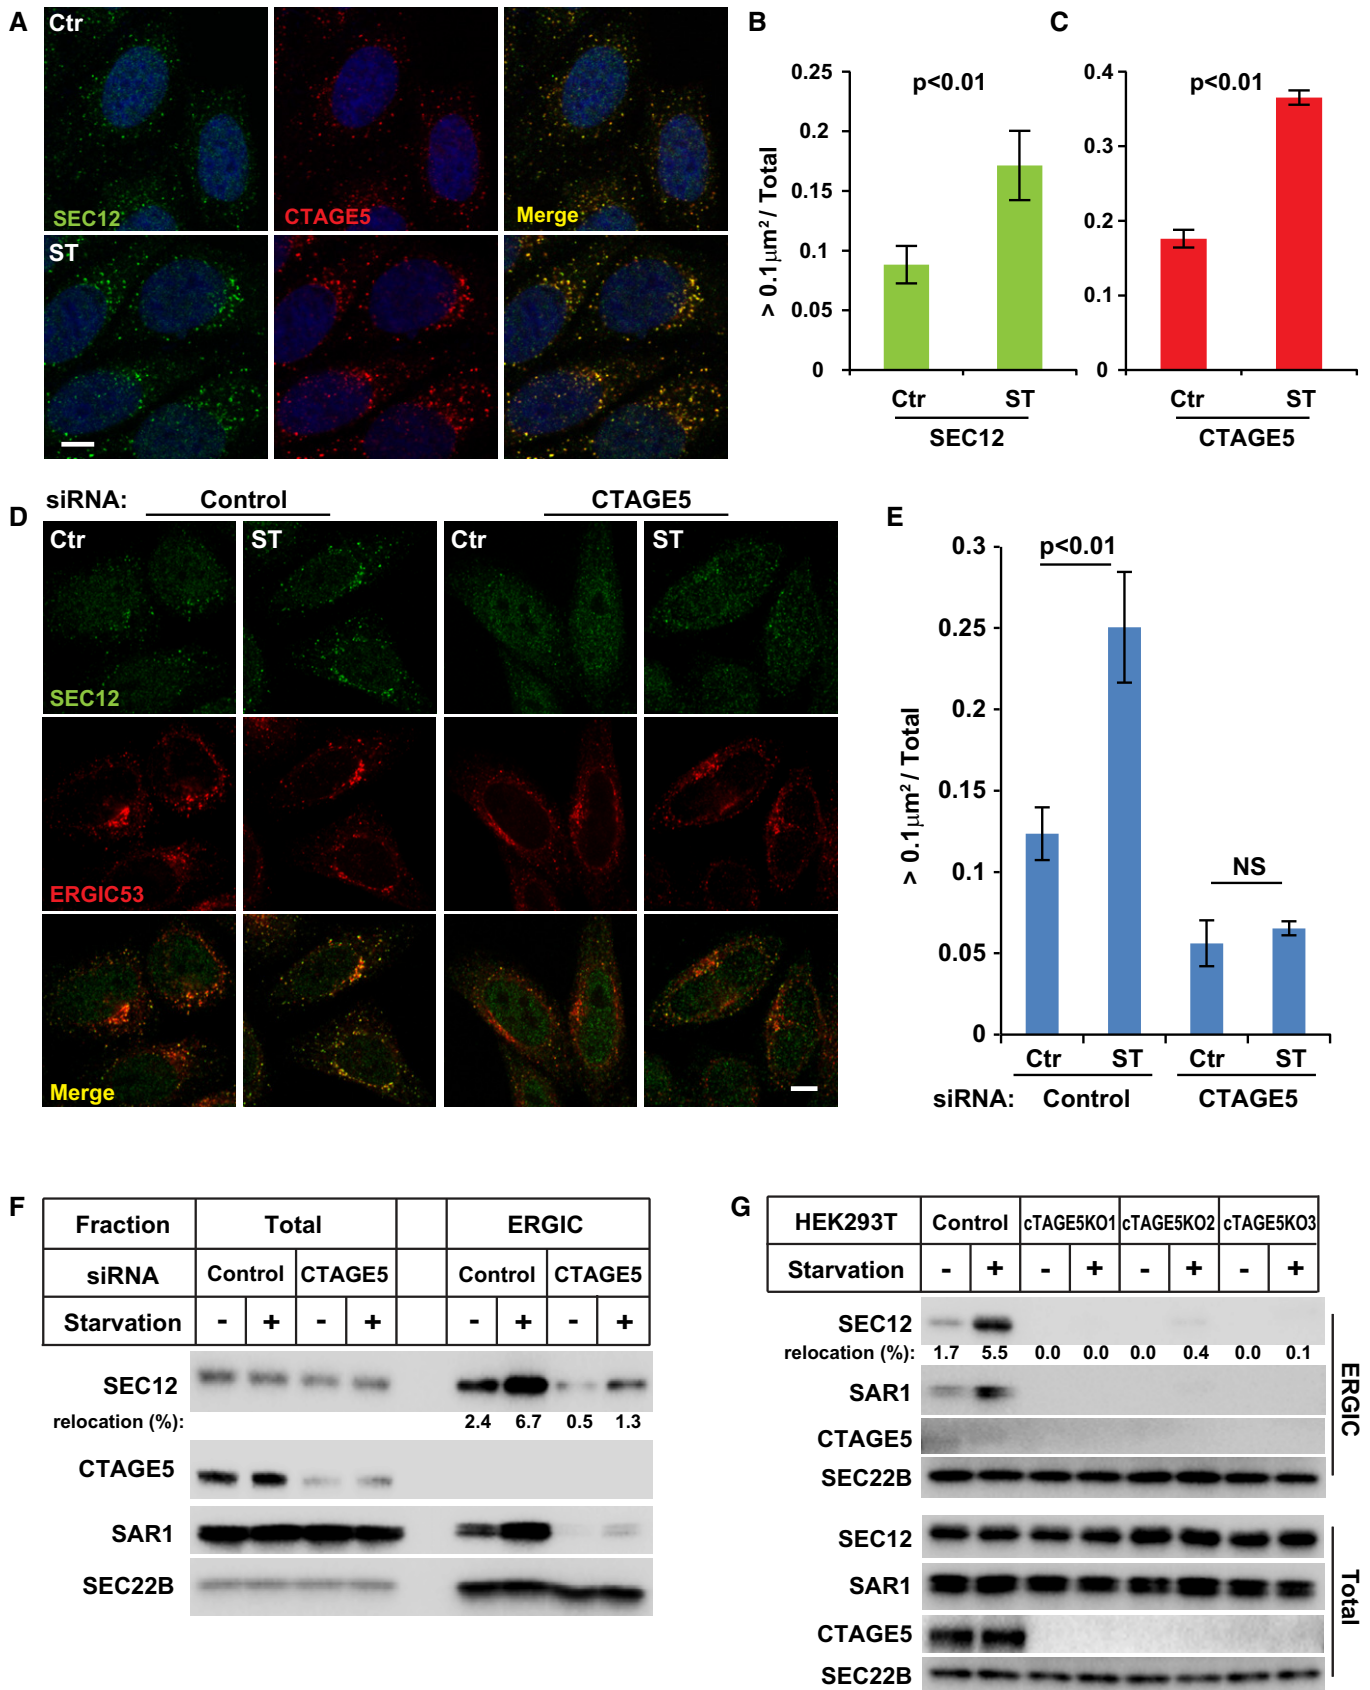 A
Ctr
SEC12
CTAGE5
Merge
ST
B
> 0.1μm²/ Total
0.25
0.2
0.15
0.1
0.05
0
p<0.01
Ctr ST
SEC12
C
0.4
0.3
0.2
0.1
0
p<0.01
Ctr ST
CTAGE5
D
siRNA: Control CTAGE5
Ctr ST Ctr ST
SEC12
ERGIC53
Merge
E
> 0.1μm²/ Total
0.3
0.25
0.2
0.15
0.1
0.05
0
p<0.01
NS
Ctr ST Ctr ST
siRNA: Control CTAGE5
F
Fraction Total ERGIC
siRNA Control CTAGE5 Control CTAGE5
Starvation - + - + - + - +
SEC12
relocation (%): 2.4 6.7 0.5 1.3
CTAGE5
SAR1
SEC22B
G
HEK293T Control cTAGE5KO1 cTAGE5KO2 cTAGE5KO3
Starvation - + - + - + - +
SEC12
relocation (%): 1.7 5.5 0.0 0.0 0.0 0.4 0.0 0.1
SAR1
CTAGE5
SEC22B
ERGIC
SEC12
SAR1
CTAGE5
SEC22B
Total